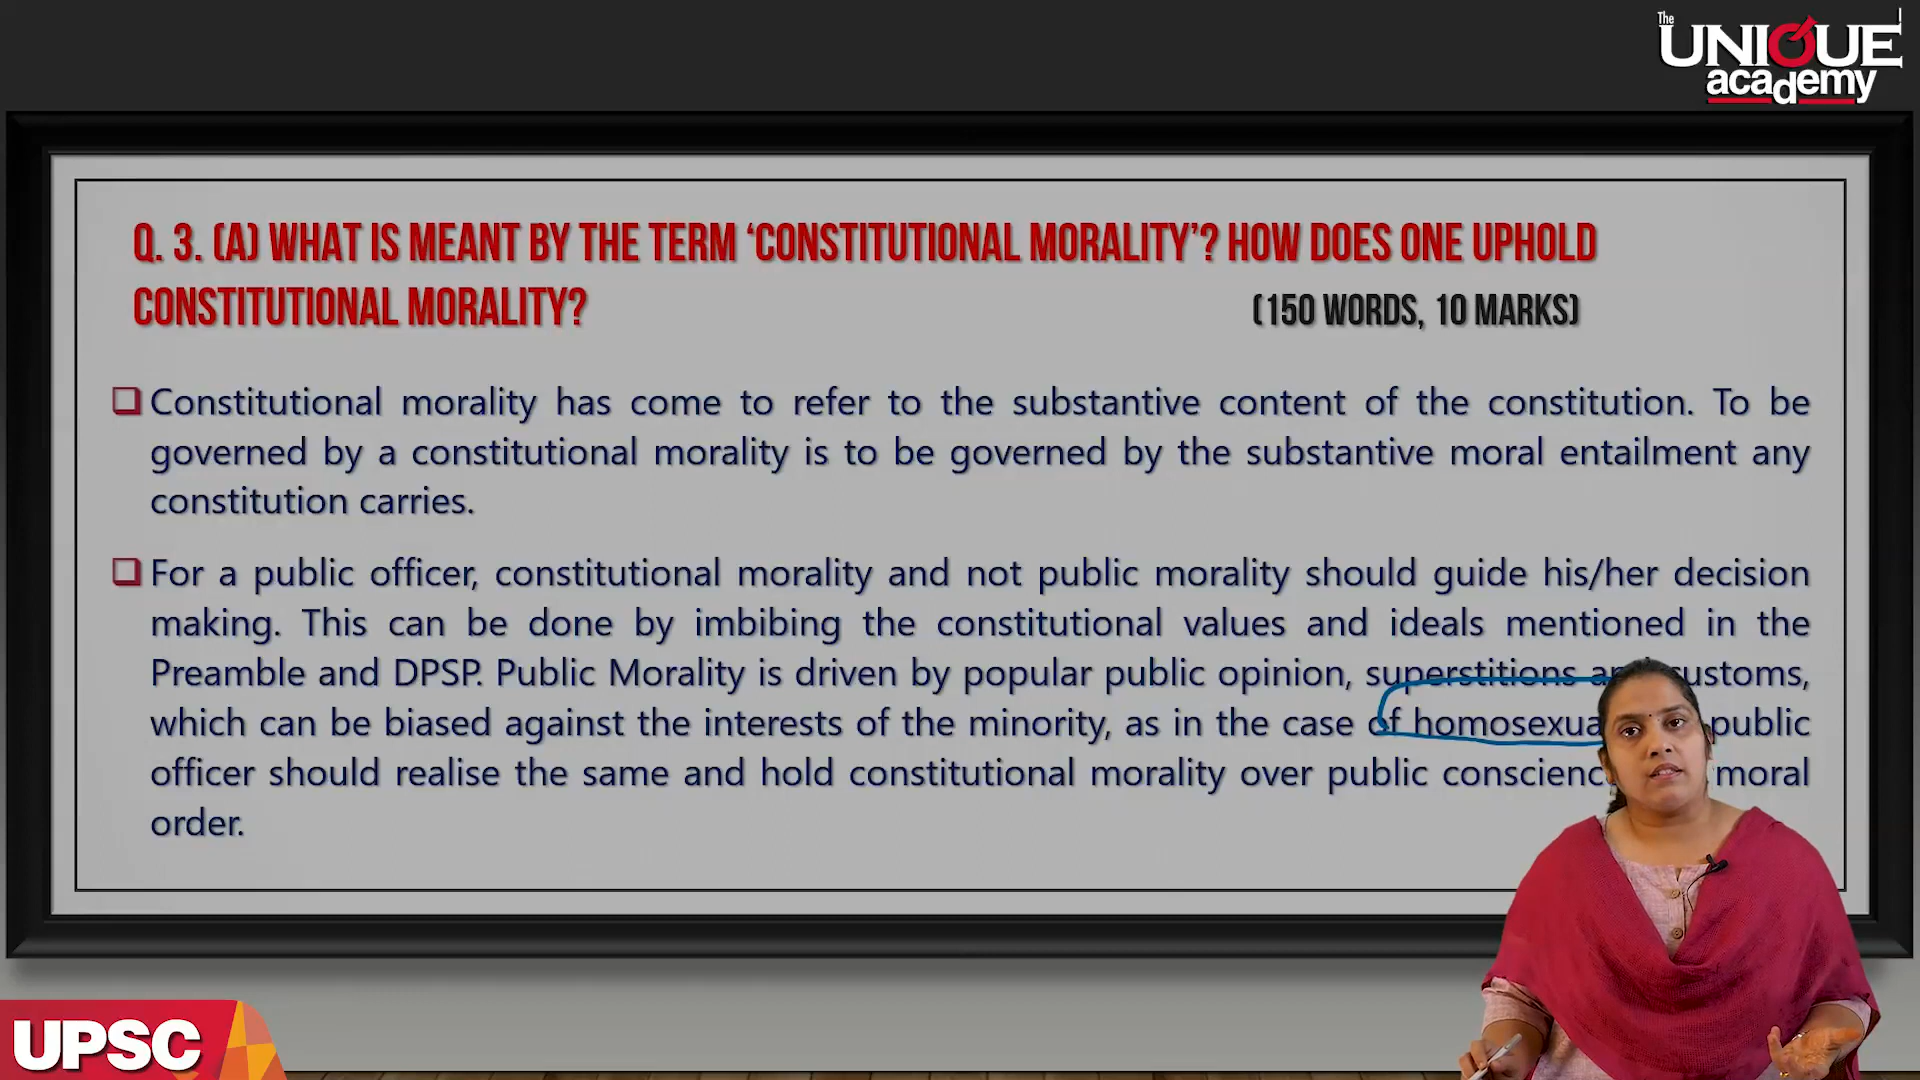 The
UNIQUE
academy
Q. 3. (A) WHAT IS MEANT BY THE TERM ‘CONSTITUTIONAL MORALITY’? HOW DOES ONE UPHOLD
CONSTITUTIONAL MORALITY? (150 WORDS, 10 MARKS)
Constitutional morality has come to refer to the substantive content of the constitution. To be
governed by a constitutional morality is to be governed by the substantive moral entailment any
constitution carries.
For a public officer, constitutional morality and not public morality should guide his/her decision
making. This can be done by imbibing the constitutional values and ideals mentioned in the
Preamble and DPSP. Public Morality is driven by popular public opinion, superstitions customs,
which can be biased against the interests of the minority, as in the case of public
officer should realise the same and hold constitutional morality over public moral
order.
UPSC